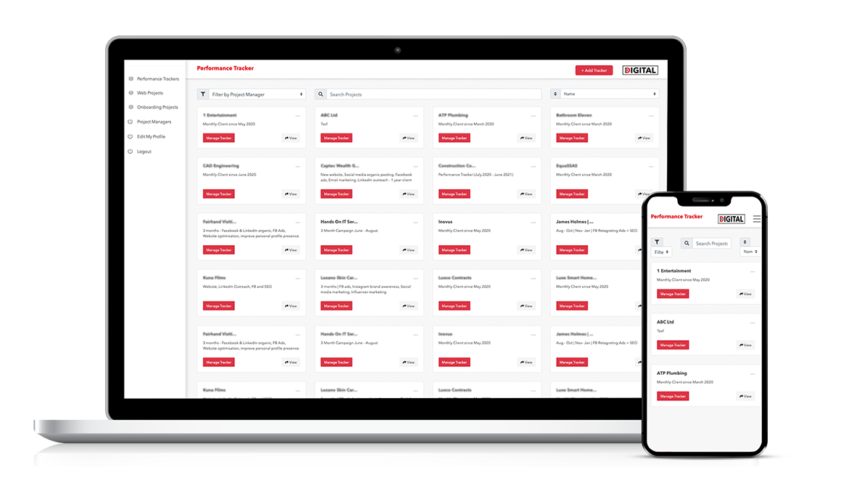 Performance Tracker
+ Add Tracker
DIGITAL
Performance Trackers
Web Projects
Onboarding Projects
Project Managers
Edit My Profile
Logout
Filter by Project Manager
Search Projects
Name
1 Entertainment
Monthly Client since May 2020
Manage Tracker
View
ABC Ltd
Manage Tracker
View
ATP Plumbing
Monthly Client since March 2020
Manage Tracker
View
Bathroom Eleven
Monthly Client since March 2020
Manage Tracker
View
CAD Engineering
Monthly Client since June 2020
Manage Tracker
View
Captec Wealth G...
New website, Social media organic posting, Facebook
ads, Email marketing, LinkedIn outreach - 1 year client
Manage Tracker
View
Construction Co...
Performance Tracker (July 2020 - June 2021)
Manage Tracker
View
Monthly Client since March 2020
Manage Tracker
Fairhand Visit...
3 months - Facebook & LinkedIn organic, FB Ads,
Website optimisation, improve personal profile presence
Manage Tracker
View
Hands On IT Ser...
3 Month Campaign June - August
Manage Tracker
View
Inovus
Monthly Client since May 2020
Manage Tracker
View
James Holmes |...
Aug - Oct | Nov - Jan | FB Retargeting Ads + SEO
Manage Tracker
Kuna Films
Website, LinkedIn Outreach, FB and SEO
Manage Tracker
View
Lusano Skin Car...
3 months | FB ads, Instagram brand awareness, Social
media marketing, Influencer marketing
Manage Tracker
View
Lusso Contracts
Monthly Client since May 2020
Manage Tracker
View
Luxe Smart Home...
Monthly Client since May 2020
Manage Tracker
Fairhand Visit...
3 months - Facebook & LinkedIn organic, FB Ads,
Website optimisation, improve personal profile presence
Manage Tracker
View
Hands On IT Ser...
3 Month Campaign June - August
Manage Tracker
View
Inovus
Monthly Client since May 2020
Manage Tracker
View
James Holmes |...
Aug - Oct | Nov - Jan | FB Retargeting Ads + SEO
Manage Tracker
Kuna Films
Lusano Skin Car...
Lusso Contracts
Luxe Smart Home...
Performance Tracker
DIGITAL
Filte
Search Projects
Nam
1 Entertainment
Monthly Client since May 2020
Manage Tracker
View
ABC Ltd
Manage Tracker
View
ATP Plumbing
Monthly Client since March 2020
Manage Tracker
View